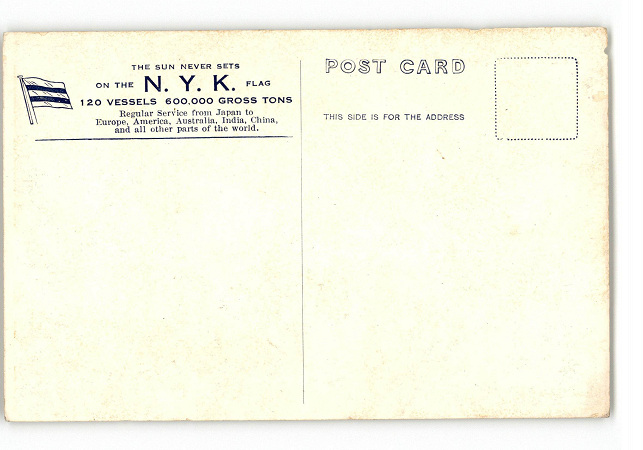 THE SUN NEVER SETS
ON THE N. Y. K. FLAG
120 VESSELS 600,000 GROSS TONS
Regular Service from Japan to
Europe, America, Australia, India, China,
and all other parts of the world.
POST CARD
THIS SIDE IS FOR THE ADDRESS